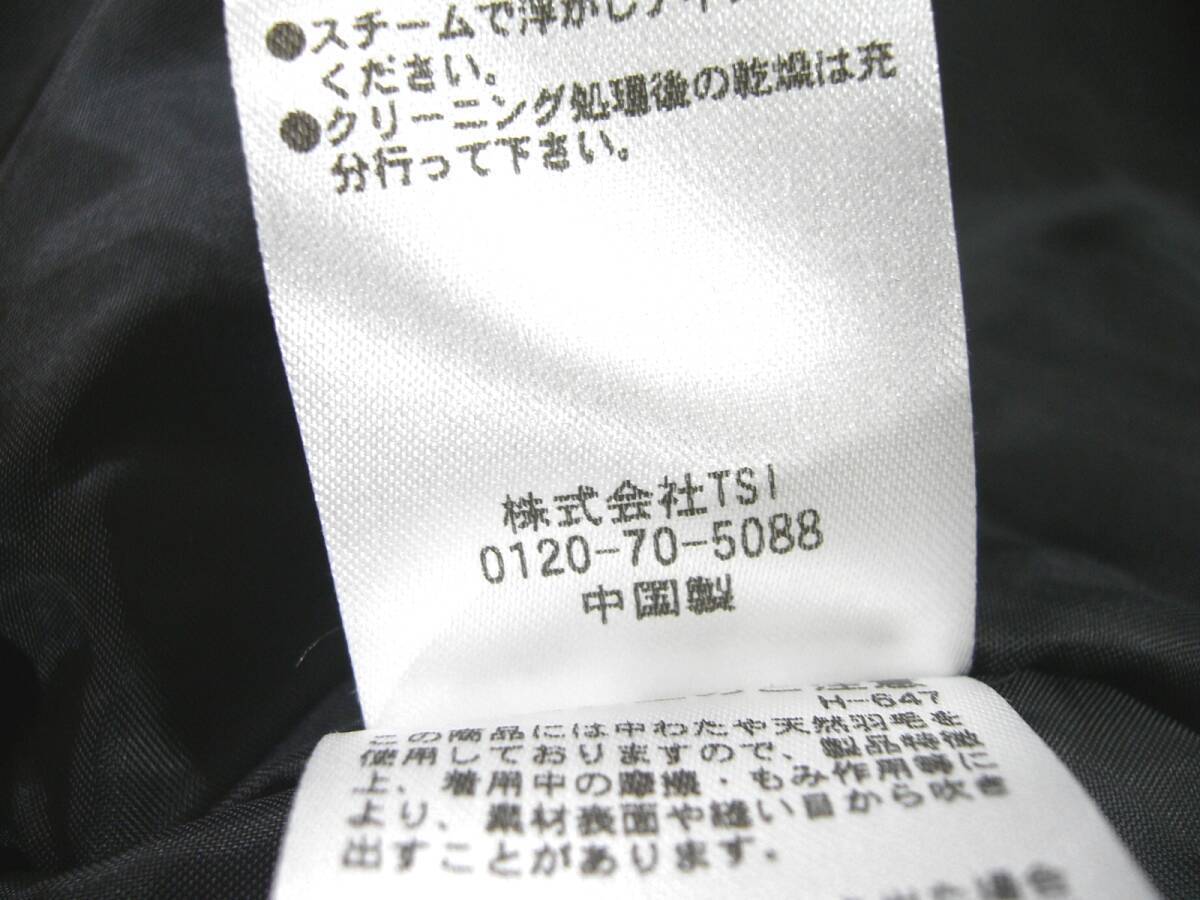 ●スチームで浮かし
ください。
●クリーニング処理後の乾燥は充
分行って下さい。
株式会社TSI
0120-70-5088
中国製
ご注意
H-647
この商品には中わたや天然羽毛を
使用しておりますので、製品特徴
上、着用中の摩擦・もみ作用等に
より、素材表面や縫い目から吹き
出すことがあります。
場合